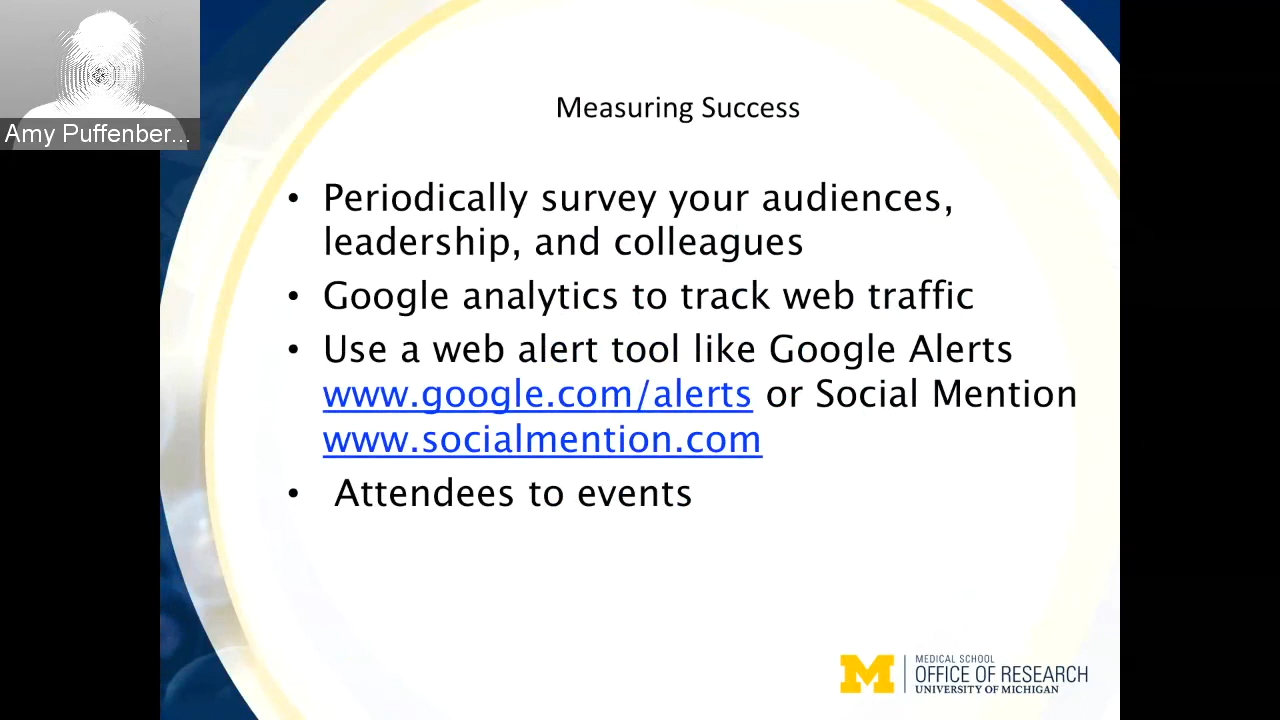 Amy Puffenber...
Measuring Success
• Periodically survey your audiences,
leadership, and colleagues
• Google analytics to track web traffic
• Use a web alert tool like Google Alerts
www.google.com/alerts or Social Mention
www.socialmention.com
• Attendees to events
M
MEDICAL SCHOOL
OFFICE OF RESEARCH
UNIVERSITY OF MICHIGAN